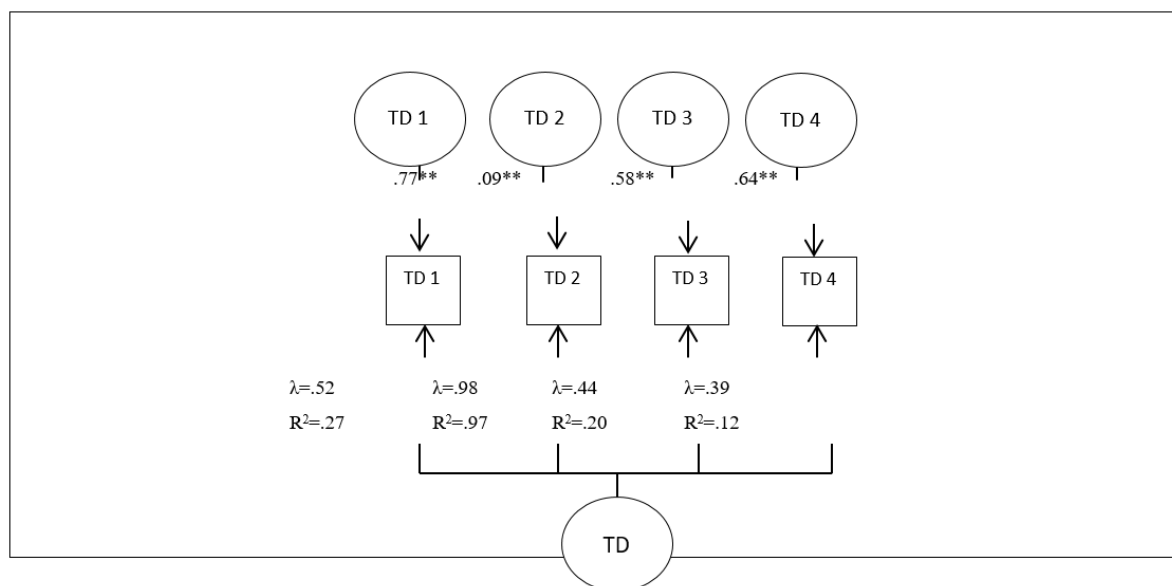 TD 1 TD 2 TD 3 TD 4
.77** .09** .58** .64**
TD 1 TD 2 TD 3 TD 4
λ=.52 λ=.98 λ=.44 λ=.39
R²=.27 R²=.97 R²=.20 R²=.12
TD